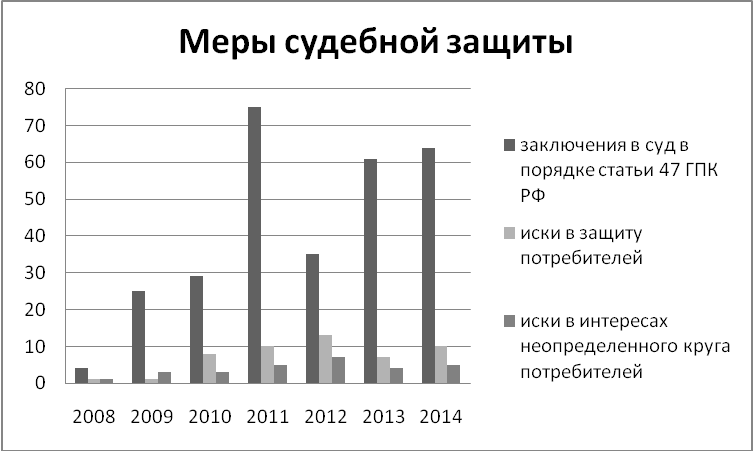 Меры судебной защиты
80
70
60
50
40
30
20
10
0
2008 2009 2010 2011 2012 2013 2014
заключения в суд в
порядке статьи 47 ГПК
РФ
иски в защиту
потребителей
иски в интересах
неопределенного круга
потребителей